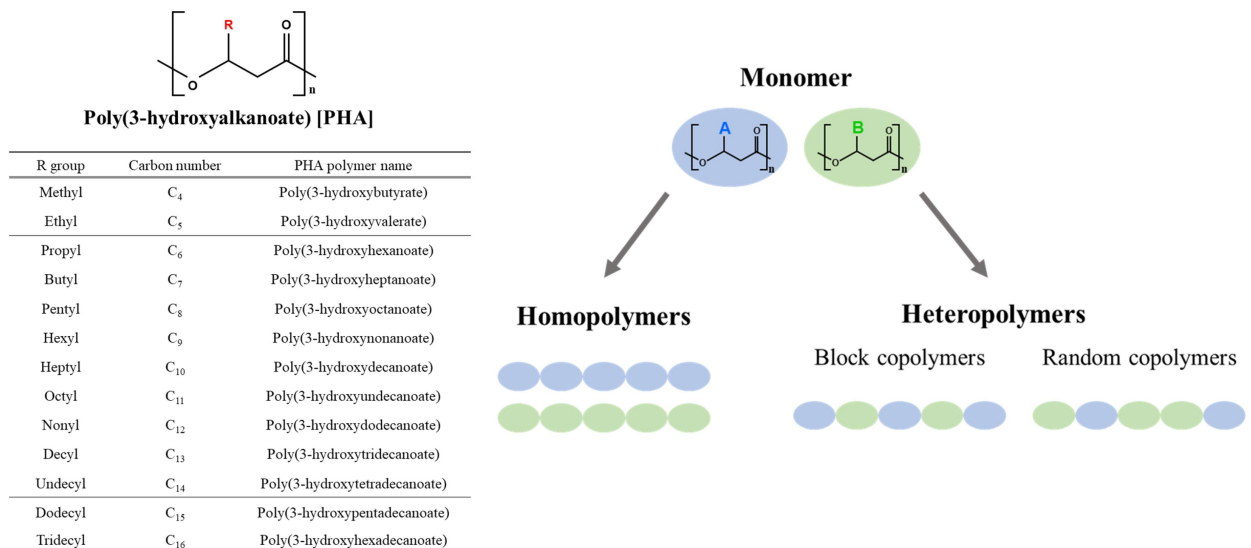 R
O
O
n
Poly(3-hydroxyalkanoate) [PHA]
R group Carbon number PHA polymer name
Methyl C4 Poly(3-hydroxybutyrate)
Ethyl C5 Poly(3-hydroxyvalerate)
Propyl C6 Poly(3-hydroxyhexanoate)
Butyl C7 Poly(3-hydroxyheptanoate)
Pentyl C8 Poly(3-hydroxyoctanoate)
Hexyl C9 Poly(3-hydroxynonanoate)
Heptyl C10 Poly(3-hydroxydecanoate)
Octyl C11 Poly(3-hydroxyundecanoate)
Nonyl C12 Poly(3-hydroxydodecanoate)
Decyl C13 Poly(3-hydroxytridecanoate)
Undecyl C14 Poly(3-hydroxytetradecanoate)
Dodecyl C15 Poly(3-hydroxypentadecanoate)
Tridecyl C16 Poly(3-hydroxyhexadecanoate)
Monomer
A O
O n
B O
O n
Homopolymers
Heteropolymers
Block copolymers Random copolymers